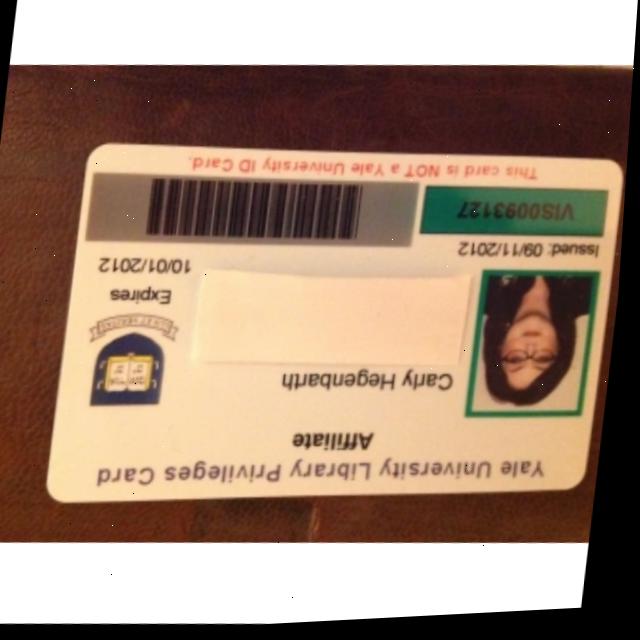 Yale University Library Privileges Card
Affiliate
Carly Hegenbarth
Expires
10/01/2012
Issued: 09/11/2012
VIS0093127
This card is NOT a Yale University ID Card.